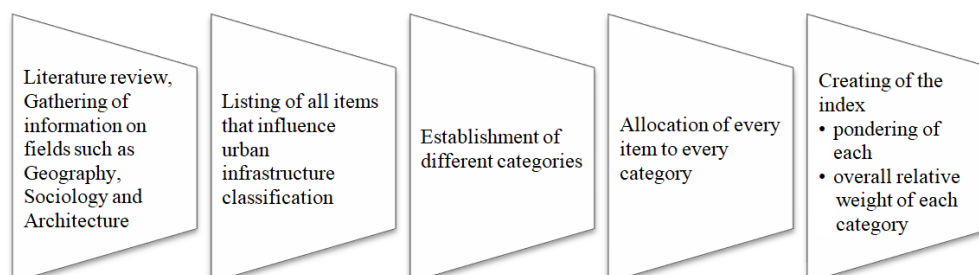 Literature review,
Gathering of
information on
fields such as
Geography,
Sociology and
Architecture
Listing of all items
that influence
urban
infrastructure
classification
Establishment of
different categories
Allocation of every
item to every
category
Creating of the
index
• pondering of
each
• overall relative
weight of each
category